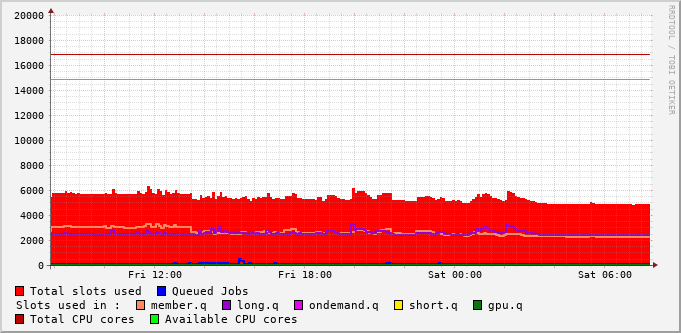 RRDTOOL / TOBI OETIKER
20000
18000
16000
14000
12000
10000
8000
6000
4000
2000
0
Fri 12:00 Fri 18:00 Sat 00:00 Sat 06:00
Total slots used Queued Jobs
Slots used in : member.q long.q ondemand.q short.q gpu.q
Total CPU cores Available CPU cores